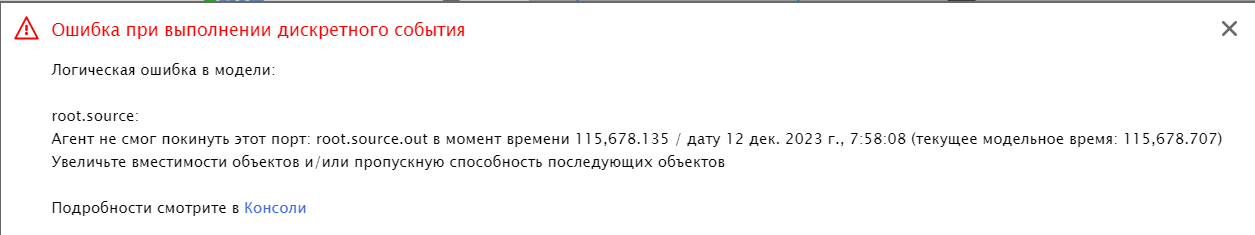 Ошибка при выполнении дискретного события
Логическая ошибка в модели:
root.source:
Агент не смог покинуть этот порт: root.source.out в момент времени 115,678.135 / дату 12 дек. 2023 г., 7:58:08 (текущее модельное время: 115,678.707)
Увеличьте вместимости объектов и/или пропускную способность последующих объектов
Подробности смотрите в Консоли